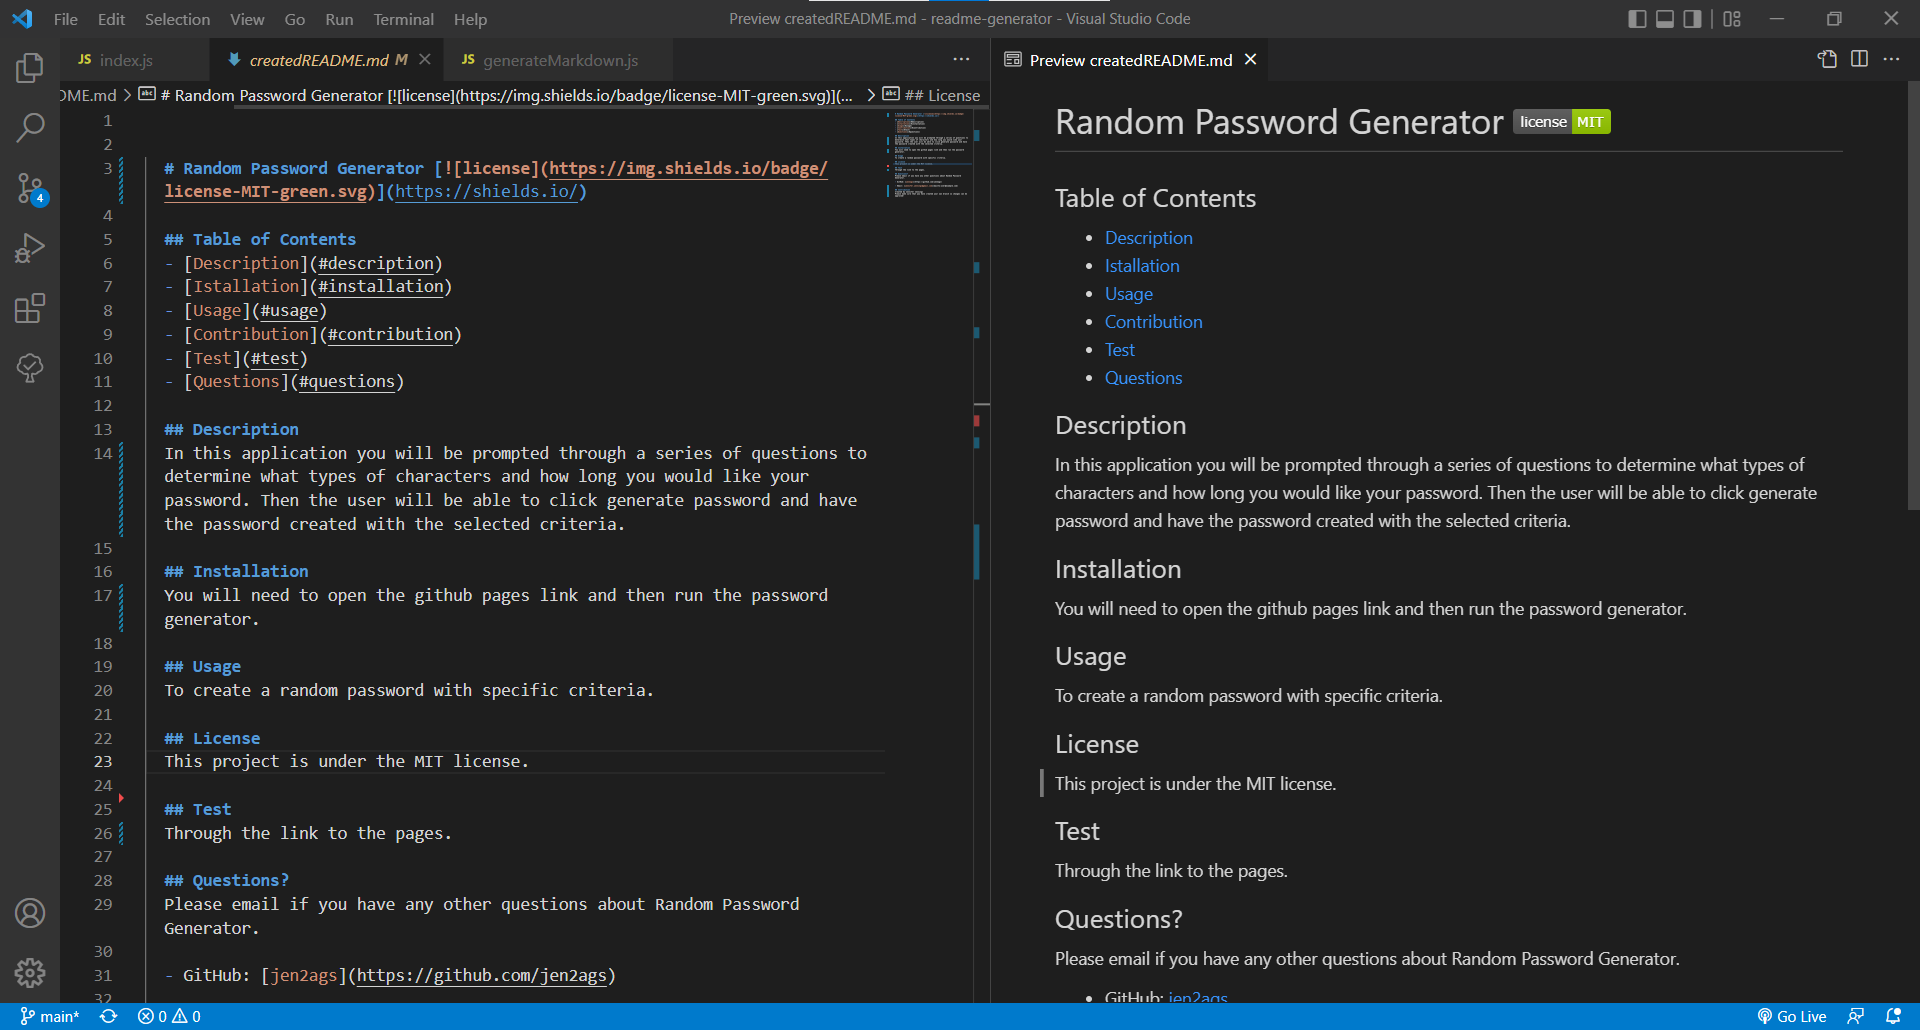 File Edit Selection View Go Run Terminal Help
Preview createdREADME.md - readme-generator - Visual Studio Code
JS index.js
createdREADME.md M
JS generateMarkdown.js
Preview createdREADME.md
ME.md > # Random Password Generator [![license](https://img.shields.io/badge/license-MIT-green.svg)](... > ## License
4
1
2
3 # Random Password Generator [![license](https://img.shields.io/badge/
license-MIT-green.svg)](https://shields.io/)
4
5 ## Table of Contents
6 - [Description](#description)
7 - [Istallation](#installation)
8 - [Usage](#usage)
9 - [Contribution](#contribution)
10 - [Test](#test)
11 - [Questions](#questions)
12
13 ## Description
14 In this application you will be prompted through a series of questions to
determine what types of characters and how long you would like your
password. Then the user will be able to click generate password and have
the password created with the selected criteria.
15
16 ## Installation
17 You will need to open the github pages link and then run the password
generator.
18
19 ## Usage
20 To create a random password with specific criteria.
21
22 ## License
23 This project is under the MIT license.
24
25 ## Test
26 Through the link to the pages.
27
28 ## Questions?
29 Please email if you have any other questions about Random Password
Generator.
30
31 - GitHub: [jen2ags](https://github.com/jen2ags)
32
Random Password Generator license MIT
Table of Contents
• Description
• Istallation
• Usage
• Contribution
• Test
• Questions
Description
In this application you will be prompted through a series of questions to determine what types of
characters and how long you would like your password. Then the user will be able to click generate
password and have the password created with the selected criteria.
Installation
You will need to open the github pages link and then run the password generator.
Usage
To create a random password with specific criteria.
License
This project is under the MIT license.
Test
Through the link to the pages.
Questions?
Please email if you have any other questions about Random Password Generator.
• GitHub: jen2ags
main* 0 0
Go Live